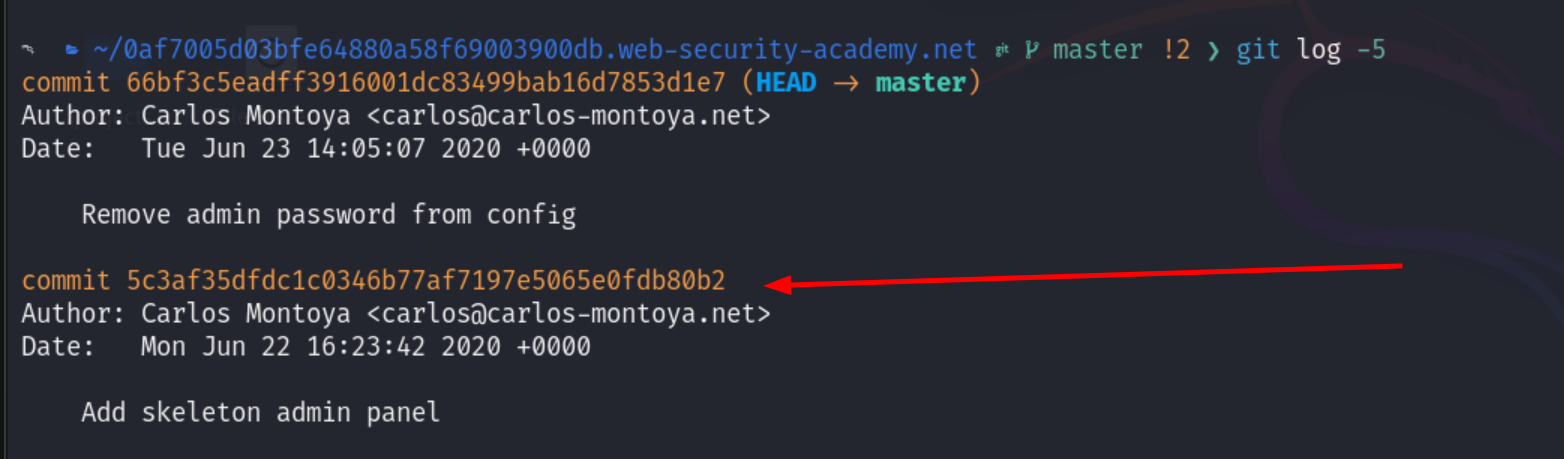 ~/0af7005d03bfe64880a58f69003900db.web-security-academy.net git master !2 ❯ git log -5
commit 66bf3c5eadff3916001dc83499bab16d7853d1e7 (HEAD → master)
Author: Carlos Montoya <carlos@carlos-montoya.net>
Date:   Tue Jun 23 14:05:07 2020 +0000
Remove admin password from config
commit 5c3af35dfdc1c0346b77af7197e5065e0fdb80b2
Author: Carlos Montoya <carlos@carlos-montoya.net>
Date:   Mon Jun 22 16:23:42 2020 +0000
Add skeleton admin panel